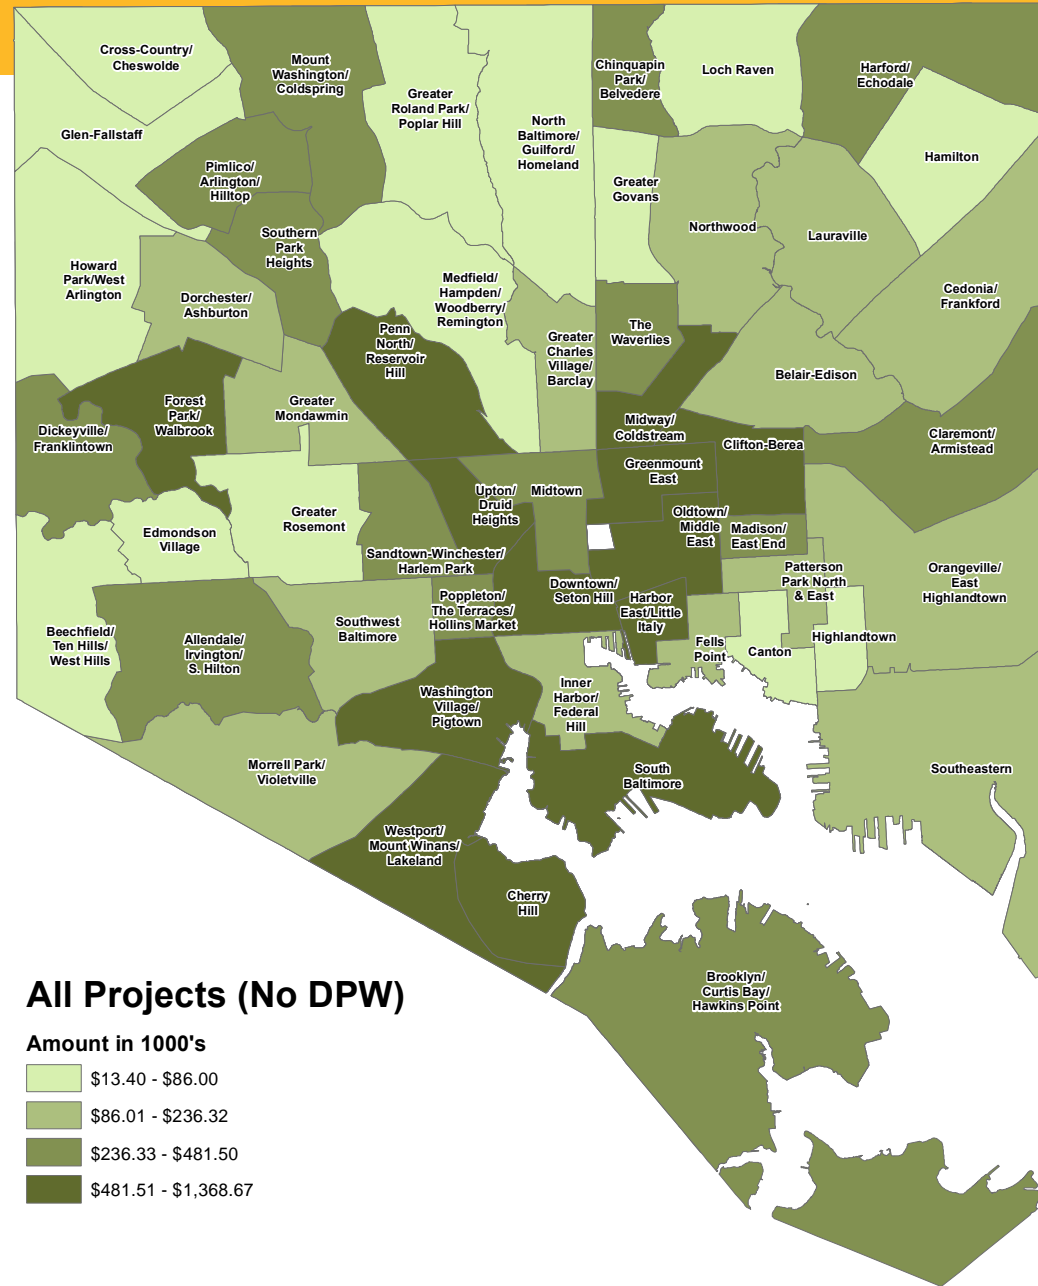 Cross-Country/
Cheswolde
Mount
Washington/
Coldspring
Greater
Roland Park/
Poplar Hill
North
Baltimore/
Guilford/
Homeland
Chinquapin
Park/
Belvedere
Loch Raven
Harford/
Echodale
Glen-Fallstaff
Pimlico/
Arlington/
Hilltop
Greater
Govans
Hamilton
Southern
Park
Heights
Northwood
Lauraville
Howard
Park/West
Arlington
Dorchester/
Ashburton
Medfield/
Hampden/
Woodberry/
Remington
Cedonia/
Frankford
Penn
North/
Reservoir
Hill
Greater
Charles
Village/
Barclay
The
Waverlies
Belair-Edison
Forest
Park/
Walbrook
Greater
Mondawmin
Dickeyville/
Franklintown
Midway/
Coldstream
Clifton-Berea
Claremont/
Armistead
Greenmount
East
Upton/
Druid
Heights
Midtown
Greater
Rosemont
Edmondson
Village
Oldtown/
Middle
East
Madison/
East End
Sandtown-Winchester/
Harlem Park
Patterson
Park North
& East
Orangeville/
East
Highlandtown
Downtown/
Seton Hill
Poppleton/
The Terraces/
Hollins Market
Harbor
East/Little
Italy
Southwest
Baltimore
Beechfield/
Ten Hills/
West Hills
Allendale/
Irvington/
S. Hilton
Fells
Point
Canton
Highlandtown
Washington
Village/
Pigtown
Inner
Harbor/
Federal
Hill
Morrell Park/
Violetville
South
Baltimore
Southeastern
Westport/
Mount Winans/
Lakeland
Cherry
Hill
Brooklyn/
Curtis Bay/
Hawkins Point
All Projects (No DPW)
Amount in 1000's
$13.40 - $86.00
$86.01 - $236.32
$236.33 - $481.50
$481.51 - $1,368.67